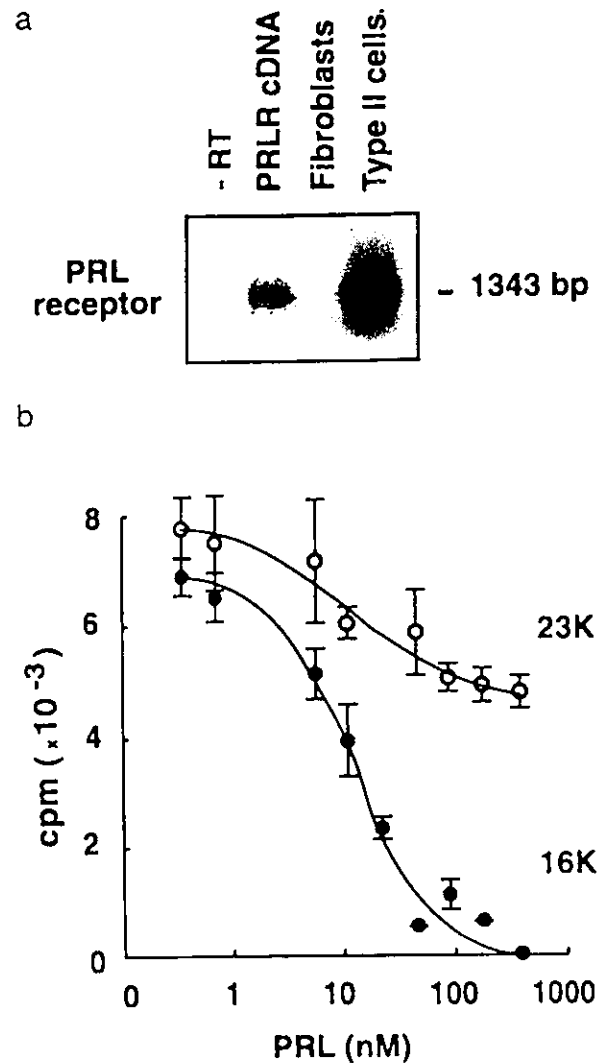 a
- RT
PRLR cDNA
Fibroblasts
Type II cells.
PRL
receptor
- 1343 bp
b
8
6
4
2
0
cpm ( x10 -3)
23K
16K
0 1 10 100 1000
PRL (nM)